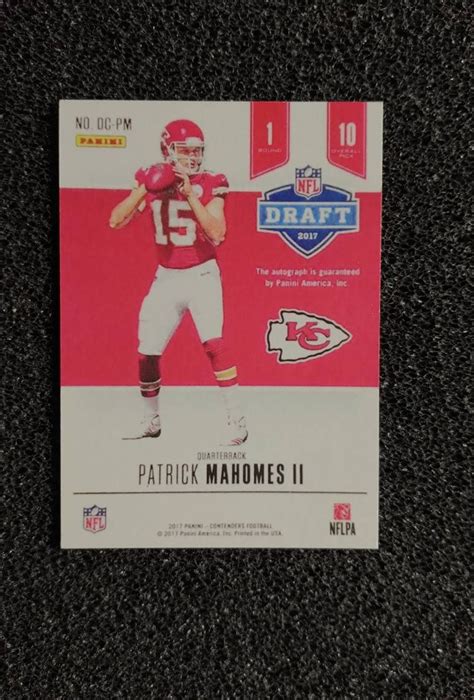 NO. DC-PM
PANINI
1
ROUND
10
OVERALL
PICK
NFL
DRAFT
2017
The autograph is guaranteed
by Panini America, Inc
15
KC
QUARTERBACK
PATRICK MAHOMES II
NFL
NFLPA
2017 PANINI - CONTENDERS FOOTBALL
© 2017 Panini America, Inc. Printed in the USA.